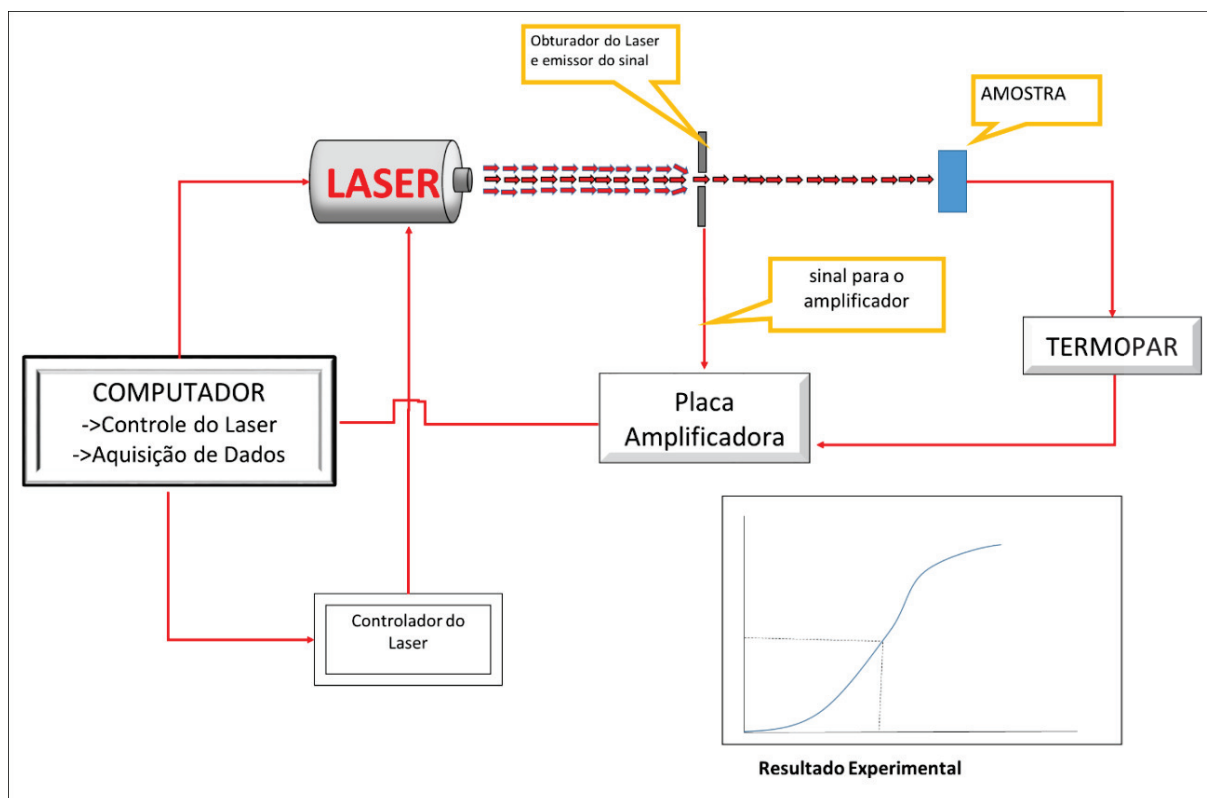 Obturador do Laser
e emissor do sinal
AMOSTRA
LASER
sinal para o
amplificador
TERMOPAR
COMPUTADOR
->Controle do Laser
->Aquisição de Dados
Placa
Amplificadora
Controlador do
Laser
Resultado Experimental